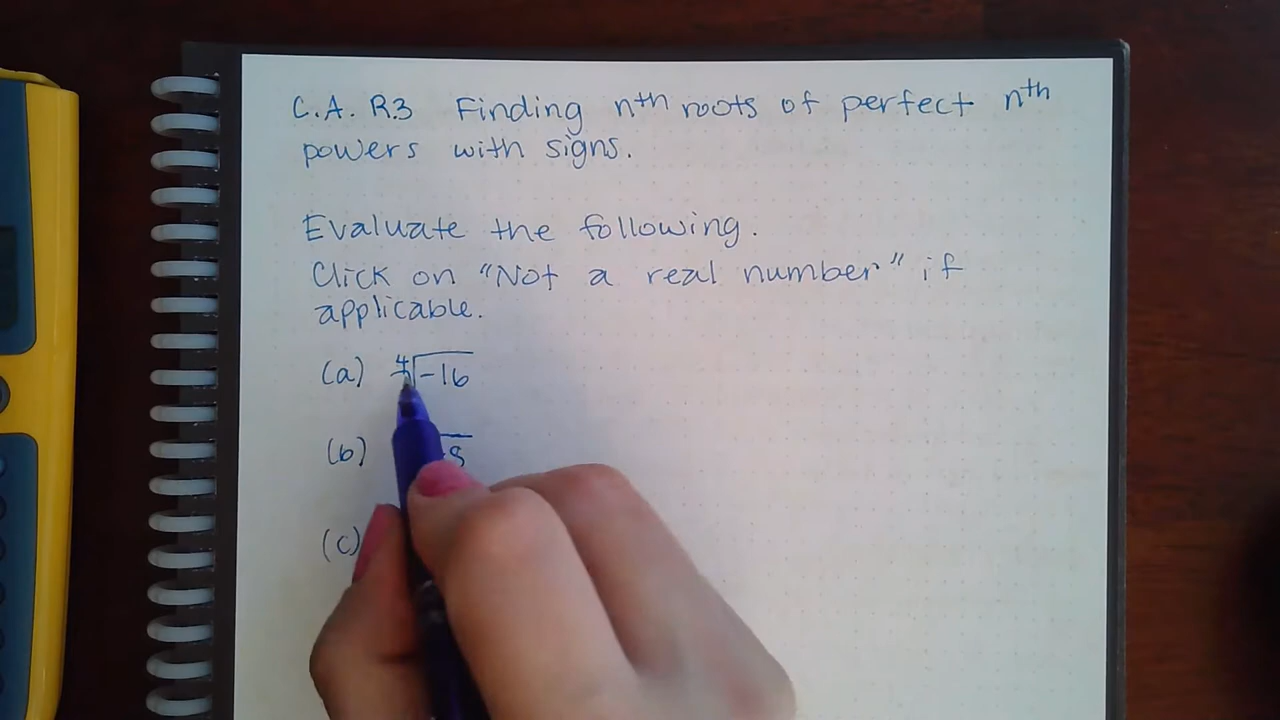 C.A. R.3 Finding nth roots of perfect nth
powers with signs.
Evaluate the following.
Click on "Not a real number" if
applicable.
(a) ⁴√-16
(b) 8
(c)